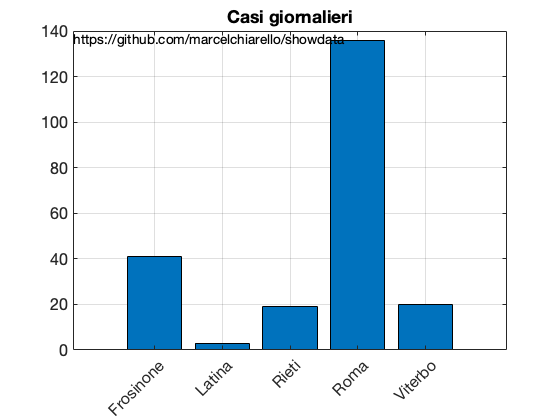 Casi giornalieri
https://github.com/marcelchiarello/showdata
140
120
100
80
60
40
20
0
Frosinone
Latina
Rieti
Roma
Viterbo